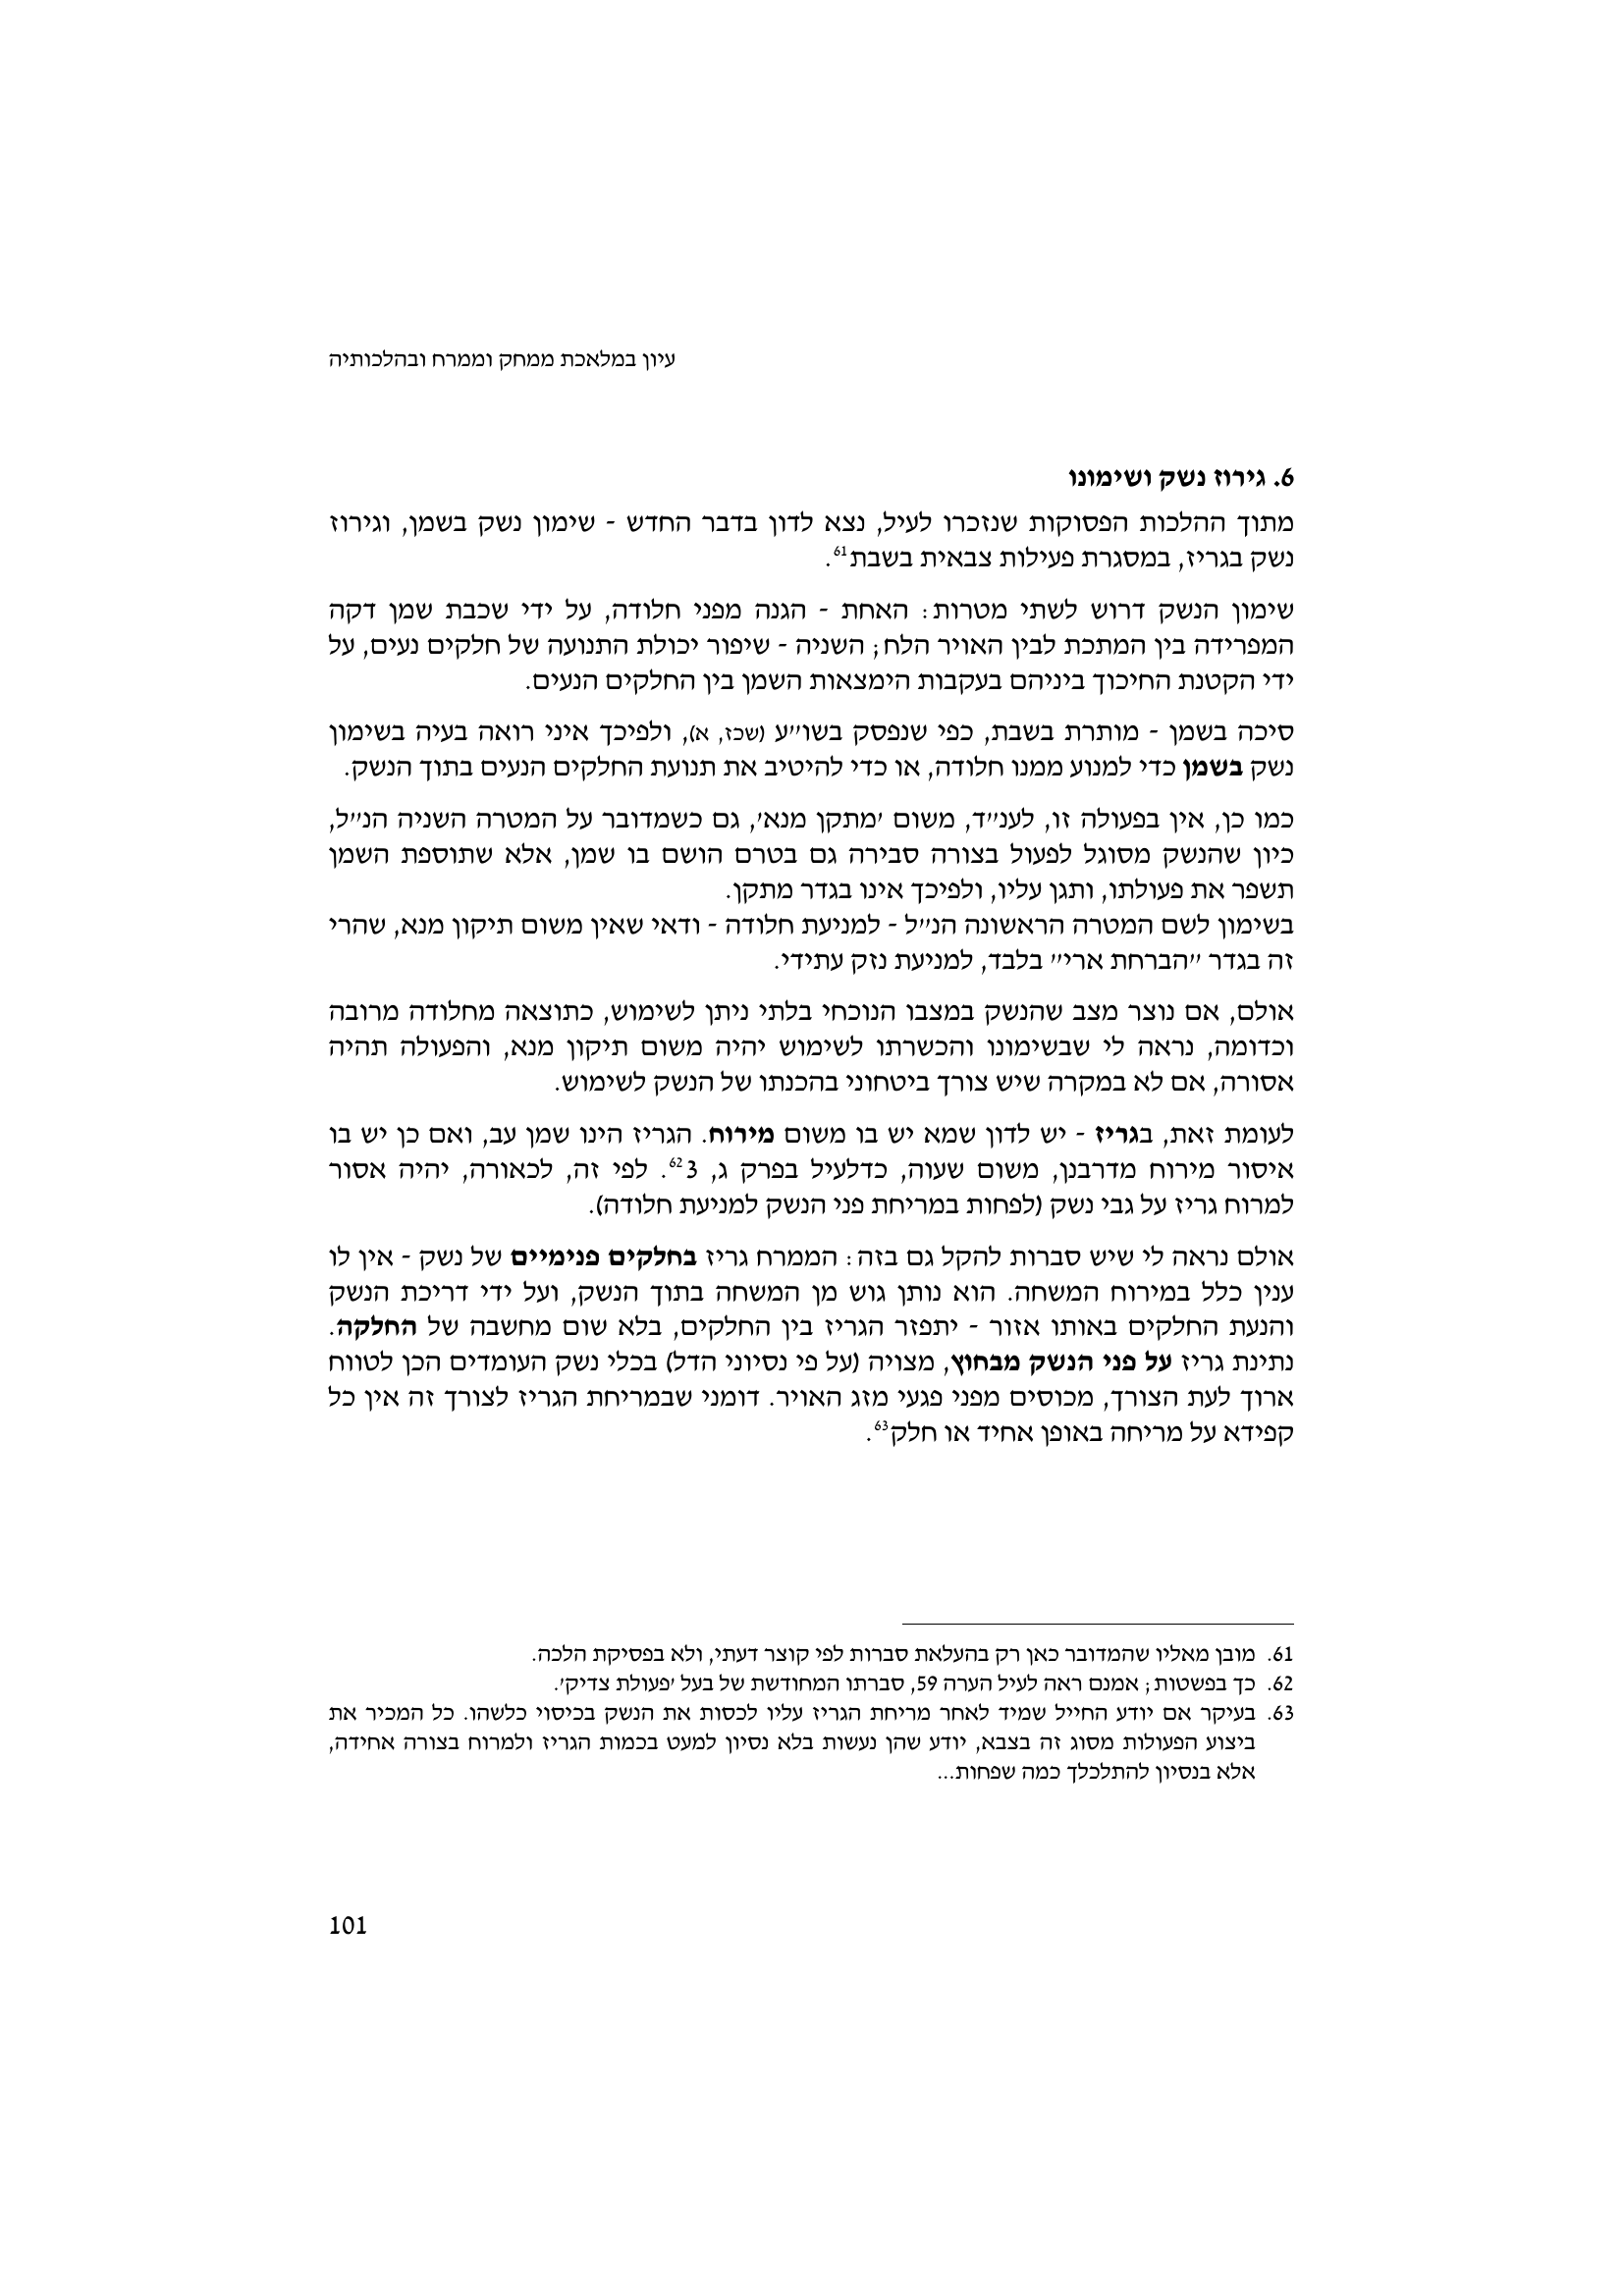 עיון במלאכת ממחק וממרח ובהלכותיה
6. גירוז נשק ושימונו
מתוך ההלכות הפסוקות שנזכרו לעיל, נצא לדון בדבר החדש - שימון נשק בשמן, וגירוז
נשק בגריז, במסגרת פעילות צבאית בשבת61.
שימון הנשק דרוש לשתי מטרות: האחת - הגנה מפני חלודה, על ידי שכבת שמן דקה
המפרידה בין המתכת לבין האויר הלח; השניה - שיפור יכולת התנועה של חלקים נעים, על
ידי הקטנת החיכוך ביניהם בעקבות הימצאות השמן בין החלקים הנעים.
סיכה בשמן - מותרת בשבת, כפי שנפסק בשו"ע (שכז, א), ולפיכך איני רואה בעיה בשימון
נשק בשמן כדי למנוע ממנו חלודה, או כדי להיטיב את תנועת החלקים הנעים בתוך הנשק.
כמו כן, אין בפעולה זו, לענ"ד, משום 'מתקן מנא', גם כשמדובר על המטרה השניה הנ"ל,
כיון שהנשק מסוגל לפעול בצורה סבירה גם בטרם הושם בו שמן, אלא שתוספת השמן
תשפר את פעולתו, ותגן עליו, ולפיכך אינו בגדר מתקן.
בשימון לשם המטרה הראשונה הנ"ל - למניעת חלודה - ודאי שאין משום תיקון מנא, שהרי
זה בגדר "הברחת ארי" בלבד, למניעת נזק עתידי.
אולם, אם נוצר מצב שהנשק במצבו הנוכחי בלתי ניתן לשימוש, כתוצאה מחלודה מרובה
וכדומה, נראה לי שבשימונו והכשרתו לשימוש יהיה משום תיקון מנא, והפעולה תהיה
אסורה, אם לא במקרה שיש צורך ביטחוני בהכנתו של הנשק לשימוש.
לעומת זאת, בגריז - יש לדון שמא יש בו משום מירוח. הגריז הינו שמן עב, ואם כן יש בו
איסור מירוח מדרבנן, משום שעוה, כדלעיל בפרק ג, 3 62. לפי זה, לכאורה, יהיה אסור
למרוח גריז על גבי נשק (לפחות במריחת פני הנשק למניעת חלודה).
אולם נראה לי שיש סברות להקל גם בזה: הממרח גריז בחלקים פנימיים של נשק - אין לו
ענין כלל במירוח המשחה. הוא נותן גוש מן המשחה בתוך הנשק, ועל ידי דריכת הנשק
והנעת החלקים באותו אזור - יתפזר הגריז בין החלקים, בלא שום מחשבה של החלקה.
נתינת גריז על פני הנשק מבחוץ, מצויה (על פי נסיוני הדל) בכלי נשק העומדים הכן לטווח
ארוך לעת הצורך, מכוסים מפני פגעי מזג האויר. דומני שבמריחת הגריז לצורך זה אין כל
קפידא על מריחה באופן אחיד או חלק63.
61. מובן מאליו שהמדובר כאן רק בהעלאת סברות לפי קוצר דעתי, ולא בפסיקת הלכה.
62. כך בפשטות; אמנם ראה לעיל הערה 59, סברתו המחודשת של בעל 'פעולת צדיק'.
63. בעיקר אם יודע החייל שמיד לאחר מריחת הגריז עליו לכסות את הנשק בכיסוי כלשהו. כל המכיר את
ביצוע הפעולות מסוג זה בצבא, יודע שהן נעשות בלא נסיון למעט בכמות הגריז ולמרוח בצורה אחידה,
אלא בנסיון להתלכלך כמה שפחות...
101